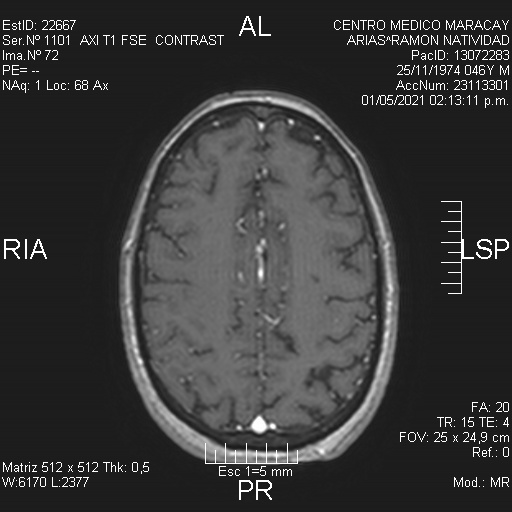 EstID: 22667
Ser.Nº 1101 AXI T1 FSE CONTRAST
Ima.Nº 72
PE= --
NAq: 1 Loc: 68 Ax
AL
CENTRO MEDICO MARACAY
ARIAS^RAMON NATIVIDAD
PacID: 13072283
25/11/1974 046Y M
AccNum: 23113301
01/05/2021 02:13:11 p.m.
RIA
LSP
FA: 20
TR: 15 TE: 4
FOV: 25 x 24,9 cm
Ref.: 0
Matriz 512 x 512 Thk: 0,5
W:6170 L:2377
Esc 1=5 mm
PR
Mod.: MR